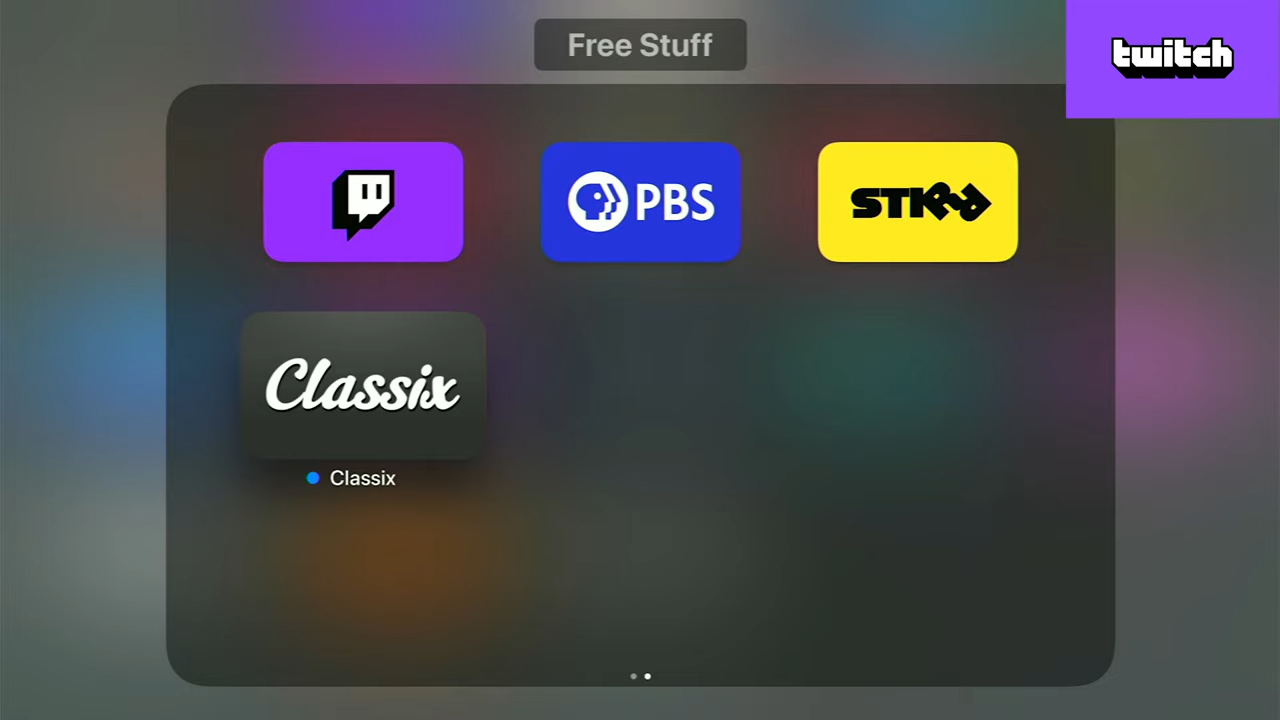 Free Stuff
twitch
PBS
STIRR
Classix
Classix